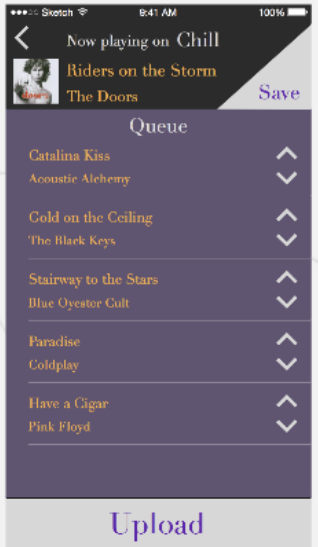 Sketch 9:41 AM 100%
Now playing on Chill
Riders on the Storm
The Doors
Save
Queue
Catalina Kiss
Acoustic Alchemy
Gold on the Ceiling
The Black Keys
Stairway to the Stars
Blue Oyester Cult
Paradise
Coldplay
Have a Cigar
Pink Floyd
Upload